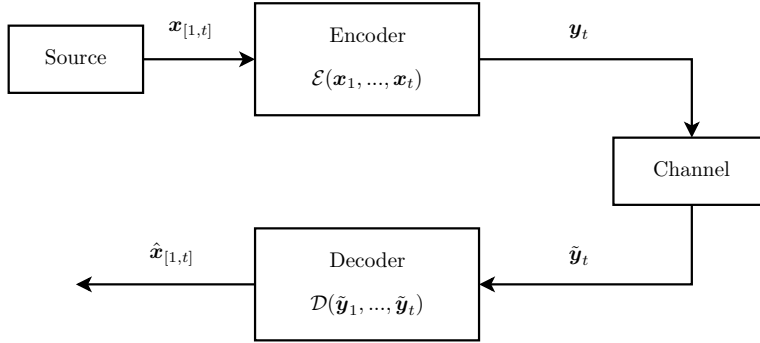 Source
x_{[1,t]}
Encoder
ℰ(x_1, ..., x_t)
y_t
Channel
ỹ_t
Decoder
𝒟(ỹ_1, ..., ỹ_t)
x̂_{[1,t]}